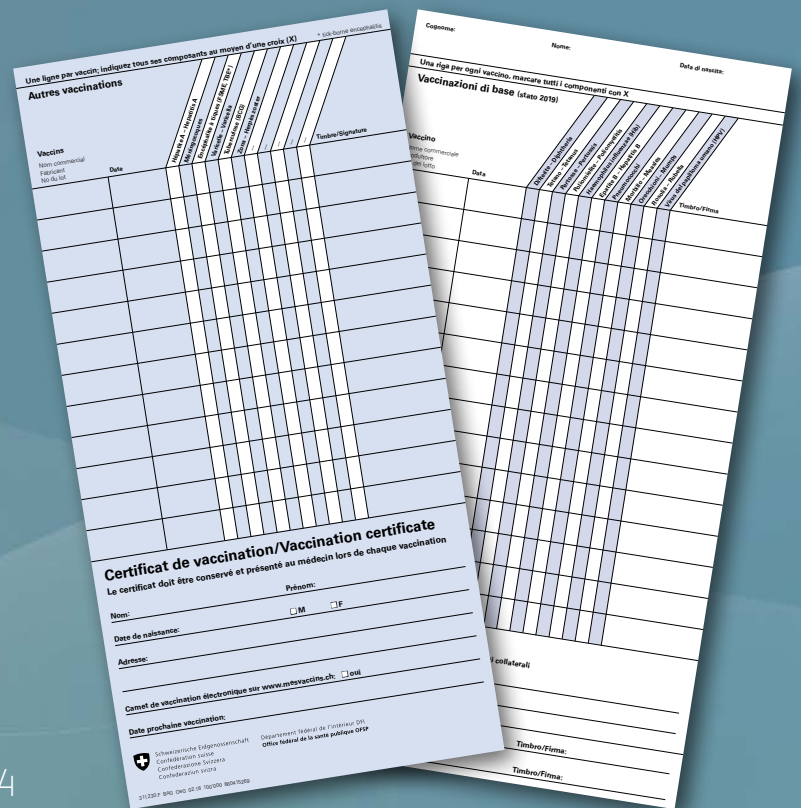 Une ligne par vaccin; indiquez tous ses composants au moyen d'une croix (X)
* tick-borne encephalitis
Autres vaccinations
Vaccins
Nom commercial
Fabricant
No du lot
Date
Hépatite A – Hepatitis A
Méningocoques
Encéphalite à tiques (FSME, TBE*)
Varicelle – Varicella
Tuberculose (BCG)
Zona – Herpès zoster
...
...
...
...
...
Timbre/Signature
Certificat de vaccination/Vaccination certificate
Le certificat doit être conservé et présenté au médecin lors de chaque vaccination
Nom:
Prénom:
Date de naissance:
M
F
Adresse:
Carnet de vaccination électronique sur www.mesvaccins.ch:
oui
Date prochaine vaccination:
Schweizerische Eidgenossenschaft
Confédération suisse
Confederazione Svizzera
Confederaziun svizra
Département fédéral de l'intérieur DFI
Office fédéral de la santé publique OFSP
Cognome:
Nome:
Data di nascita:
Una riga per ogni vaccino, marcare tutti i componenti con X
Vaccinazioni di base (stato 2019)
Vaccino
ome commerciale
oduttore
del lotto
Data
Difterite – Diphtheria
Tetano – Tetanus
Pertosse – Pertussis
Poliomielite – Poliomyelitis
Haemophilus influenzae (Hib)
Epatite B – Hepatitis B
Pneumococchi
Morbillo – Measles
Orecchioni – Mumps
Rosolia – Rubella
Virus del papilloma umano (HPV)
Timbro/Firma
i collaterali
Timbro/Firma:
Timbro/Firma:
4